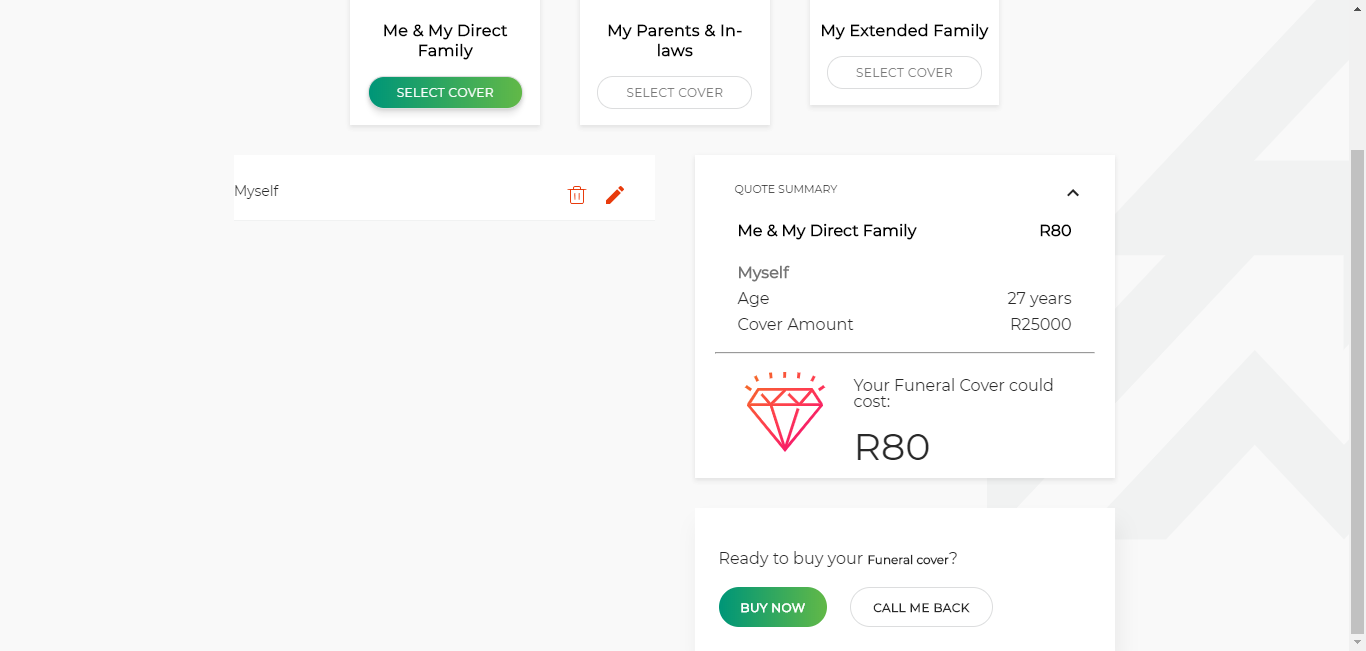 Me & My Direct
Family
SELECT COVER
My Parents & In-
laws
SELECT COVER
My Extended Family
SELECT COVER
Myself
QUOTE SUMMARY
Me & My Direct Family R80
Myself
Age 27 years
Cover Amount R25000
Your Funeral Cover could
cost:
R80
Ready to buy your Funeral cover?
BUY NOW CALL ME BACK